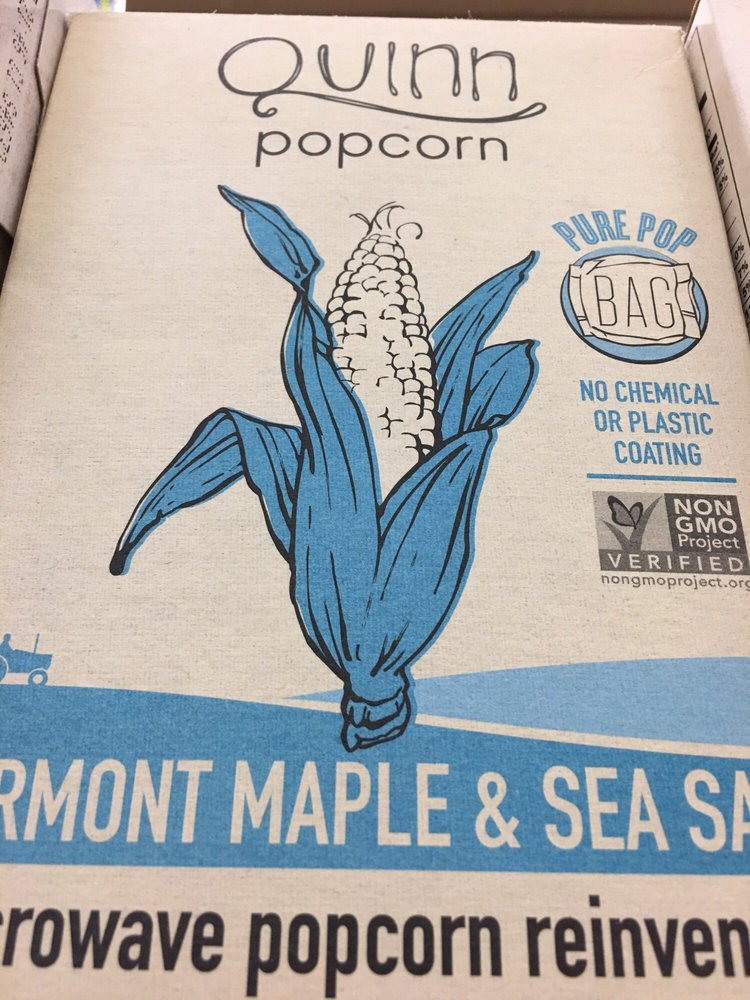 Quinn
popcorn
PURE POP
BAG
NO CHEMICAL
OR PLASTIC
COATING
NON
GMO
Project
VERIFIED
nongmoproject.org
RMONT MAPLE & SEA SA
crowave popcorn reinven